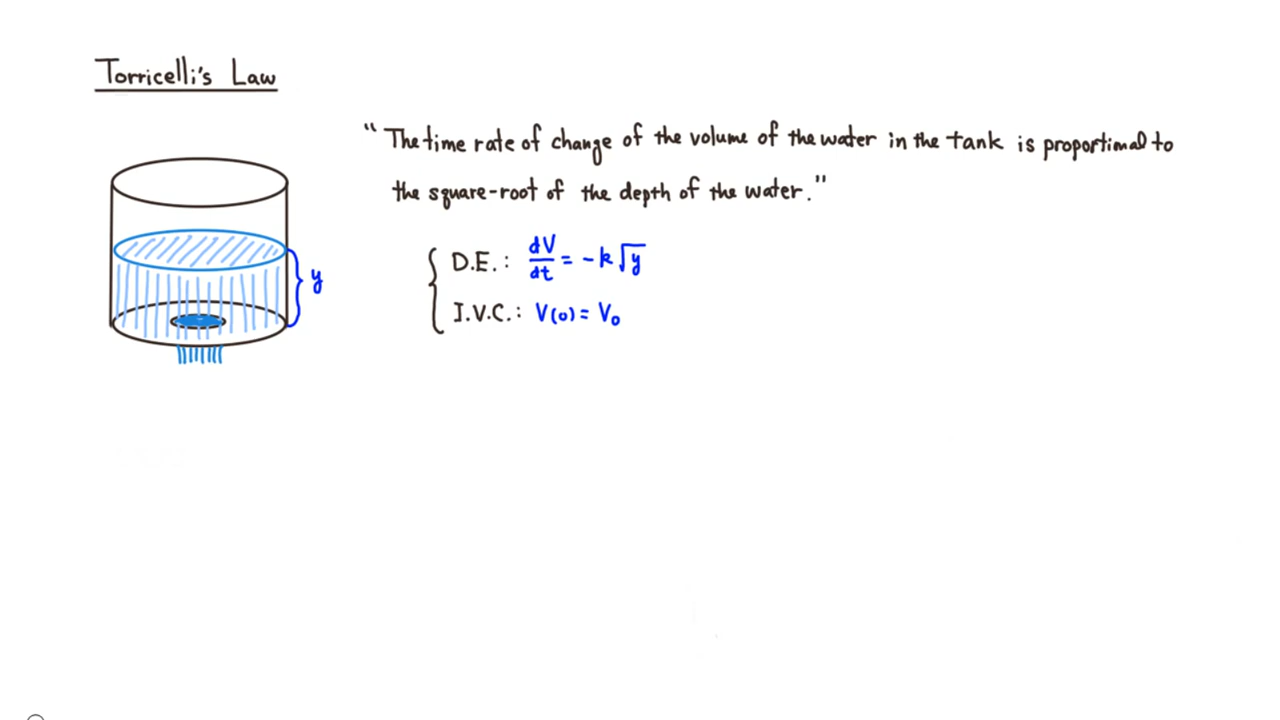 Torricelli's Law
"The time rate of change of the volume of the water in the tank is proportional to
the square-root of the depth of the water."
D.E.: dV/dt = -k√y
I.V.C.: V(0) = V₀
y